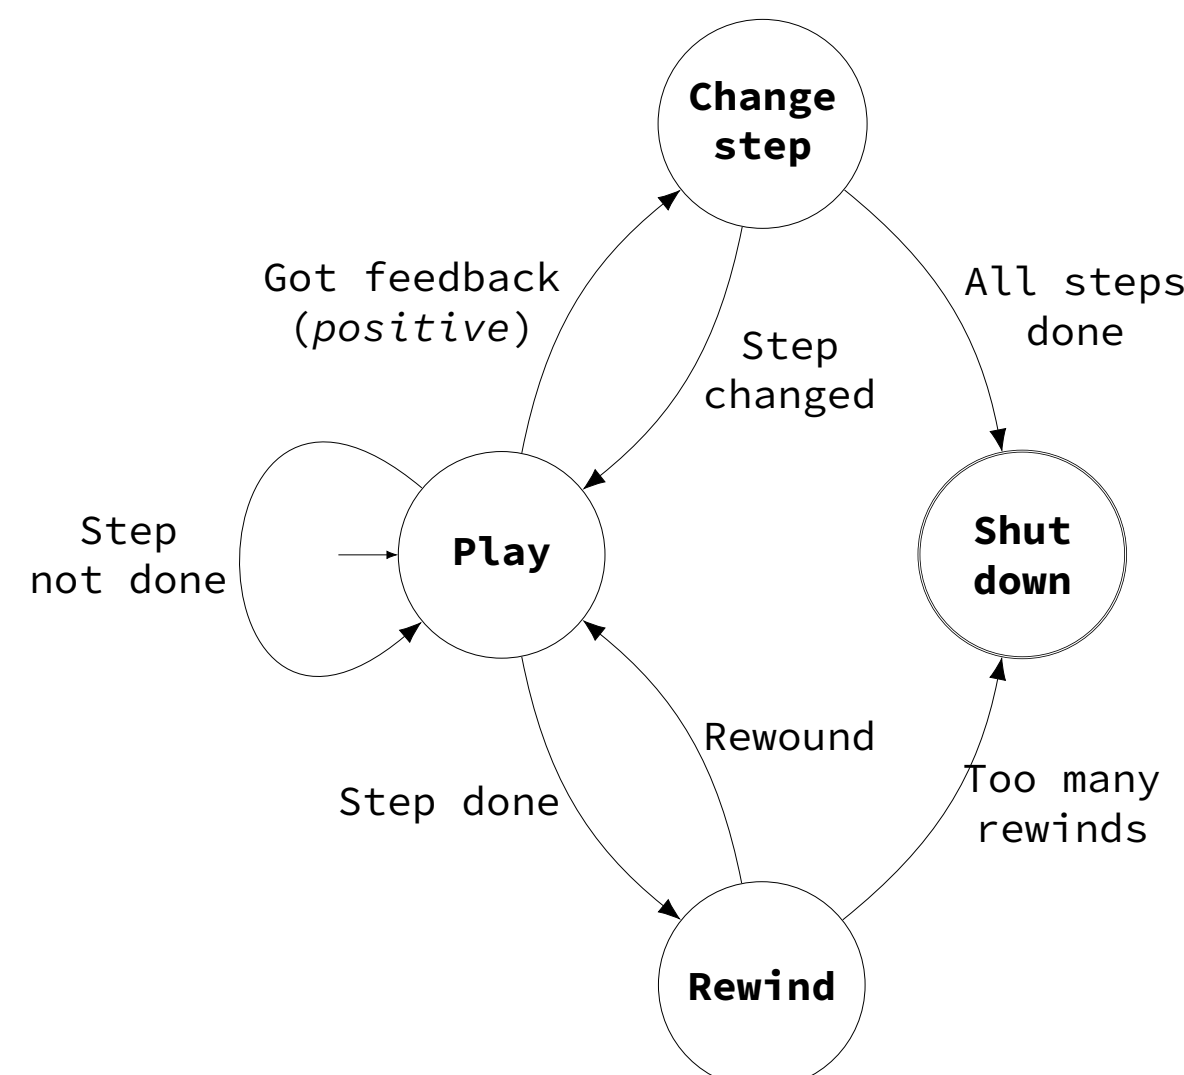 Change
step
Got feedback
(positive)
All steps
done
Step
changed
Step
not done
Play
Shut
down
Rewound
Step done
Too many
rewinds
Rewind